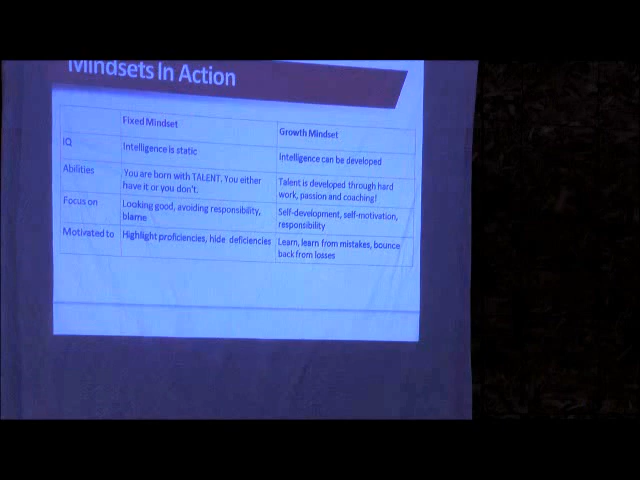 Mindsets In Action
Fixed Mindset
Growth Mindset
IQ
Intelligence is static
Intelligence can be developed
Abilities
You are born with TALENT. You either
have it or you don't.
Talent is developed through hard
work, passion and coaching!
Focus on
Looking good, avoiding responsibility,
blame
Self-development, self-motivation,
responsibility
Motivated to
Highlight proficiencies, hide deficiencies
Learn, learn from mistakes, bounce
back from losses